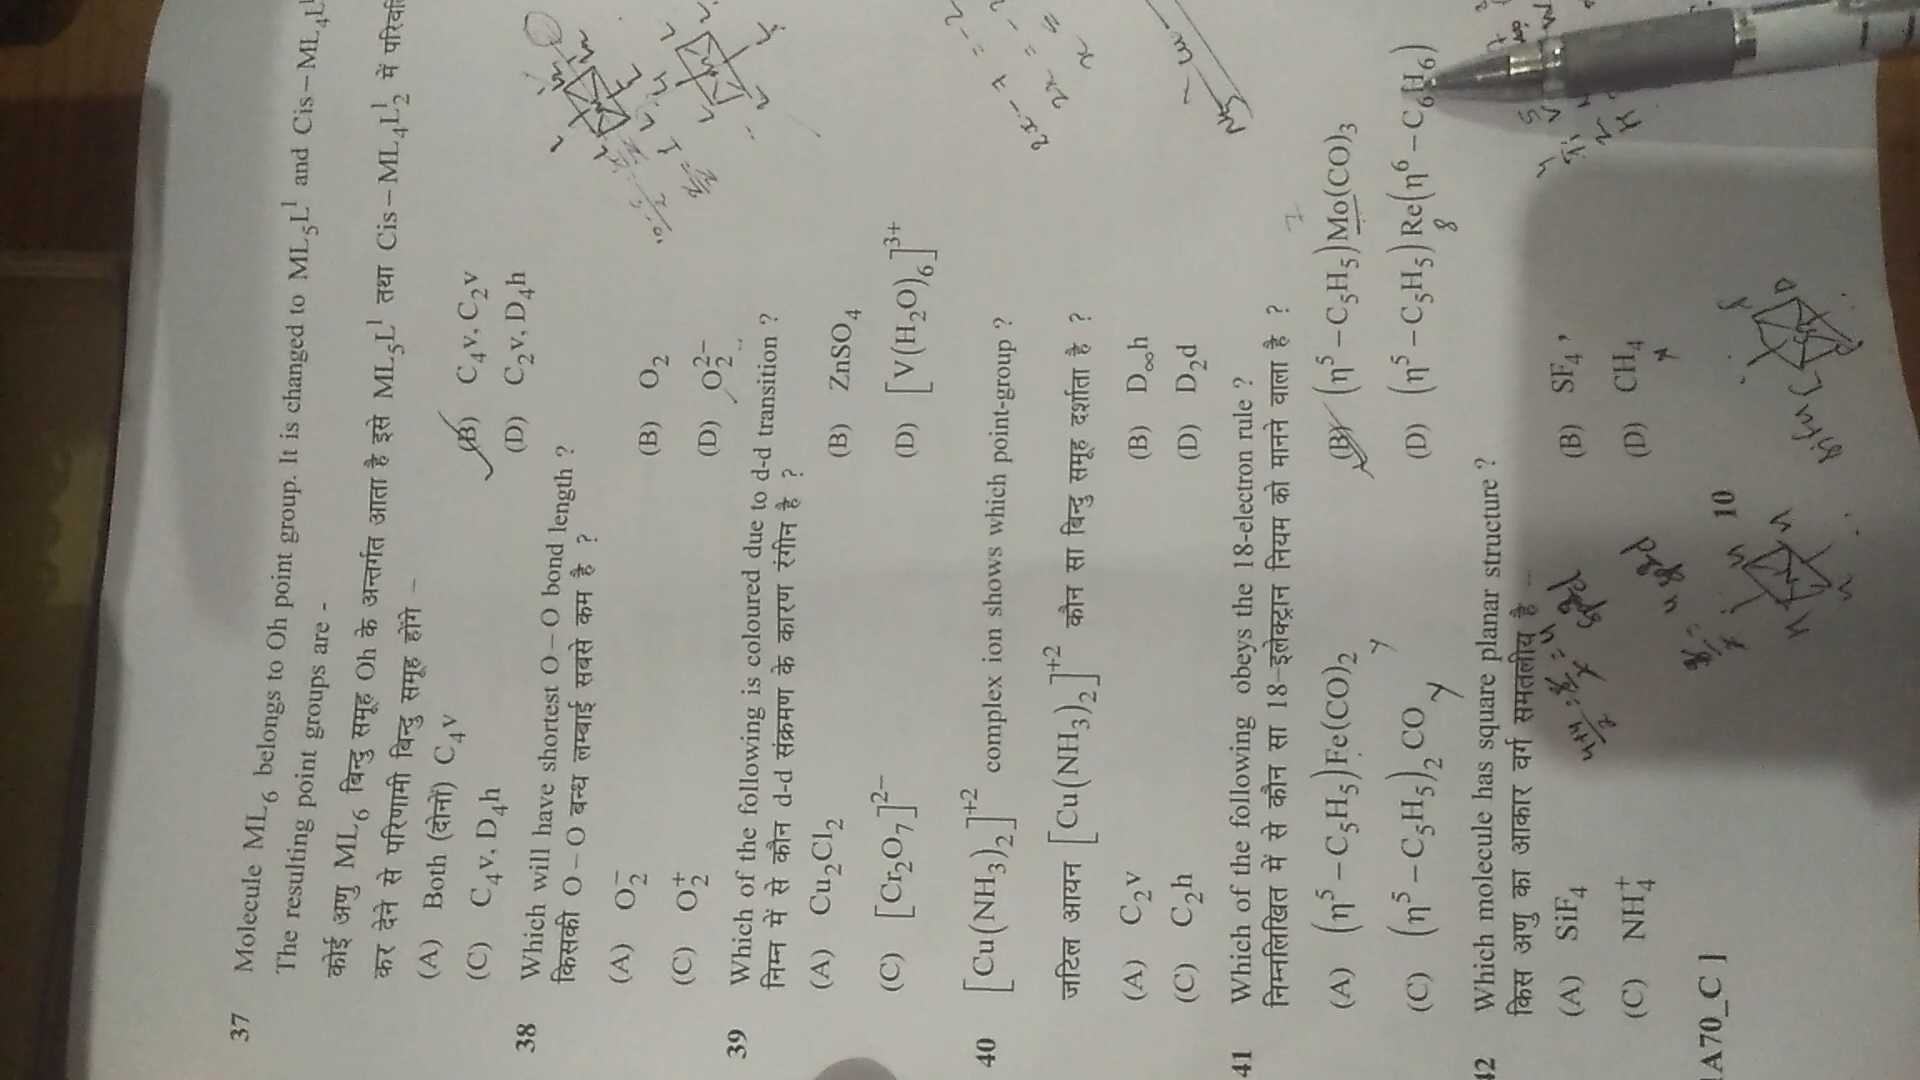 37 Molecule ML6 belongs to Oh point group. It is changed to ML5L1 and Cis–ML4L
The resulting point groups are -
कोई अणु ML6 बिन्दु समूह Oh के अन्तर्गत आता है इसे ML5L1 तथा Cis–ML4L12 में
कर देने से परिणामी बिन्दु समूह होंगे –
(A) Both (दोनों) C4v (B) C4v, C2v
(C) C4v, D4h (D) C2v, D4h
38 Which will have shortest O–O bond length ?
किसकी O–O बन्ध लम्बाई सबसे कम है ?
(A) O2− (B) O2
(C) O2+ (D) O22−
39 Which of the following is coloured due to d-d transition ?
निम्न में से कौन d-d संक्रमण के कारण रंगीन है ?
(A) Cu2Cl2 (B) ZnSO4
(C) [Cr2O7]2− (D) [V(H2O)6]3+
40 [Cu(NH3)2]+2 complex ion shows which point-group ?
जटिल आयन [Cu(NH3)2]+2 कौन सा बिन्दु समूह दर्शाता है ?
(A) C2v (B) D∞h
(C) C2h (D) D2d
41 Which of the following obeys the 18-electron rule ?
निम्नलिखित में से कौन सा 18–इलेक्ट्रान नियम को मानने वाला है ?
(A) (η5 – C5H5)Fe(CO)2 (B) (η5 – C5H5)Mo(CO)3
(C) (η5 – C5H5)2CO (D) (η5 – C5H5)Re(η6 – C6H6)
42 Which molecule has square planar structure ?
किस अणु का आकार वर्ग समतलीय है –
(A) SiF4 (B) SF4
(C) NH4+ (D) CH4
A70_C ] 10